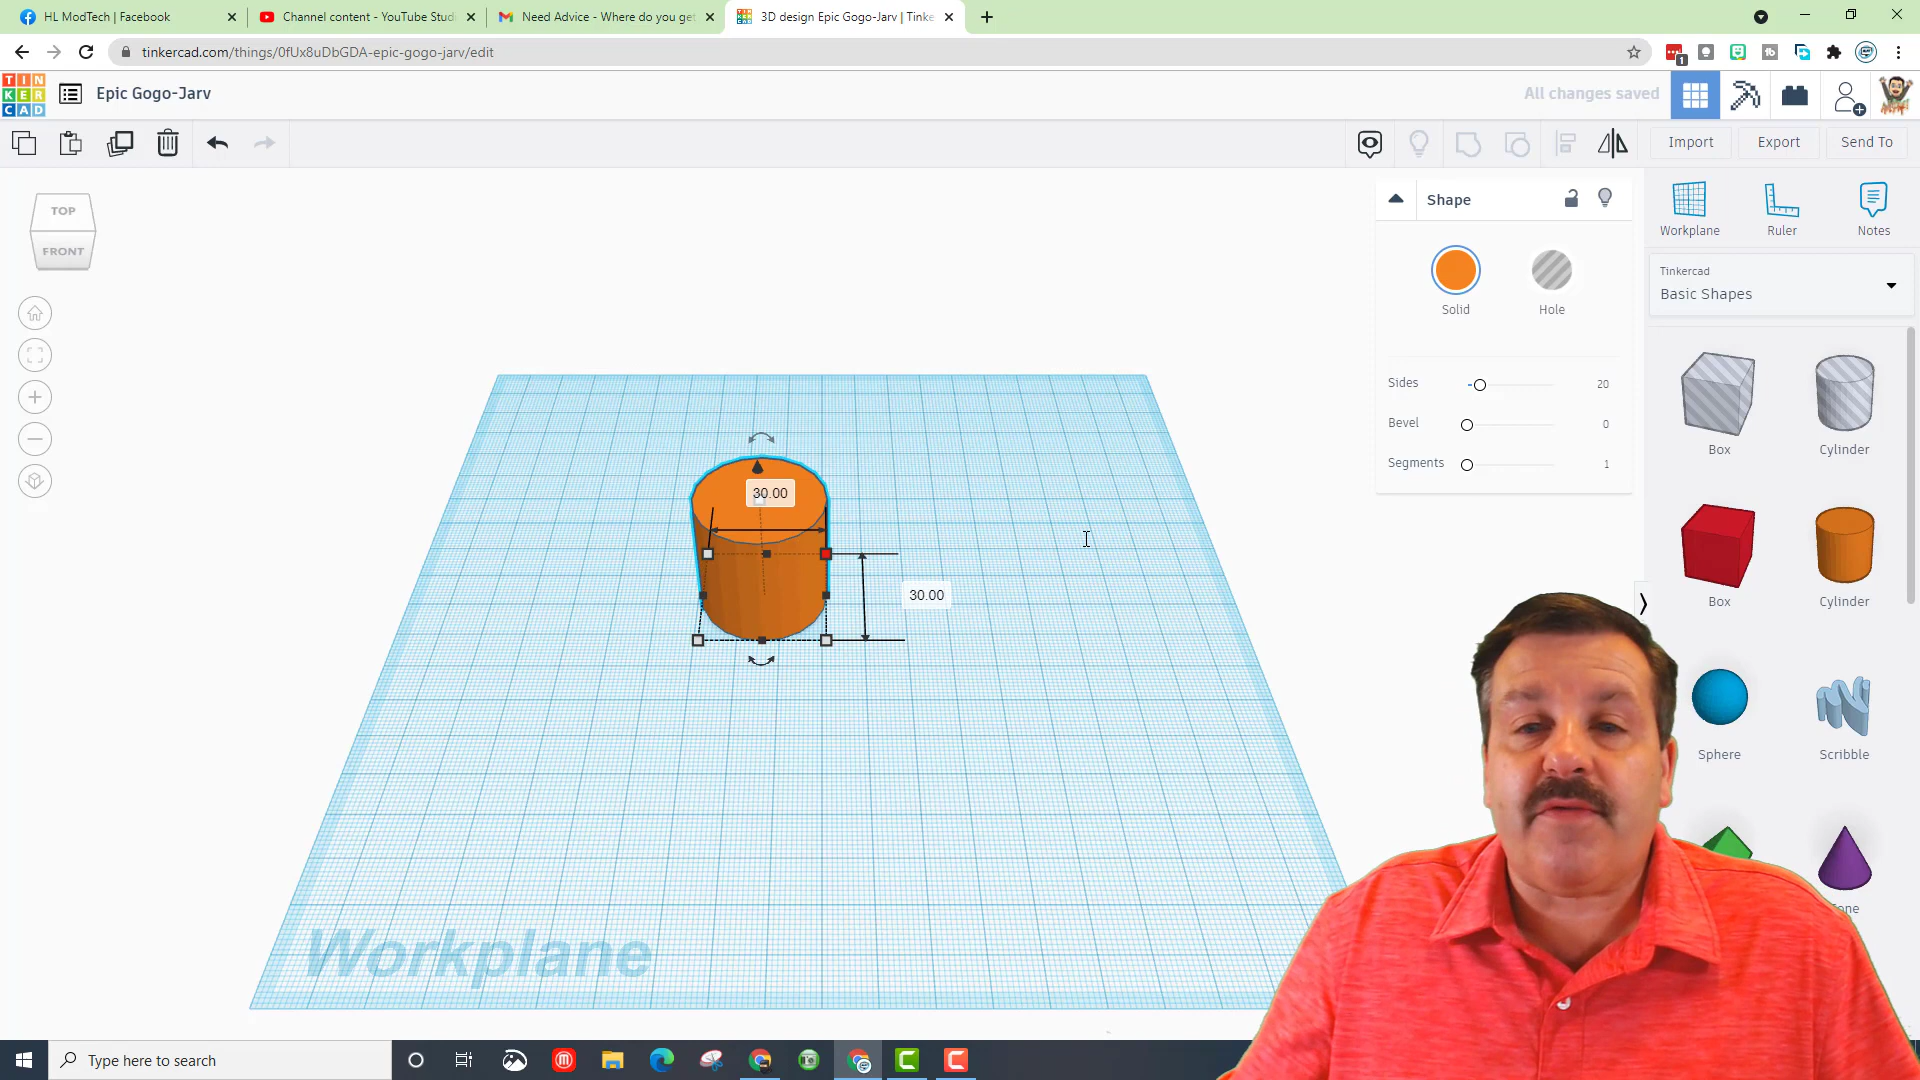 HL ModTech | Facebook
Channel content - YouTube Studi
Need Advice - Where do you get
3D design Epic Gogo-Jarv | Tinke
tinkercad.com/things/0fUx8uDbGDA-epic-gogo-jarv/edit
1
TIN
KER
CAD
Epic Gogo-Jarv
All changes saved
Import
Export
Send To
TOP
FRONT
Shape
Solid
Hole
Sides
20
Bevel
0
Segments
1
Workplane
Ruler
Notes
Tinkercad
Basic Shapes
Box
Cylinder
Box
Cylinder
Sphere
Scribble
one
30.00
30.00
Workplane
Type here to search